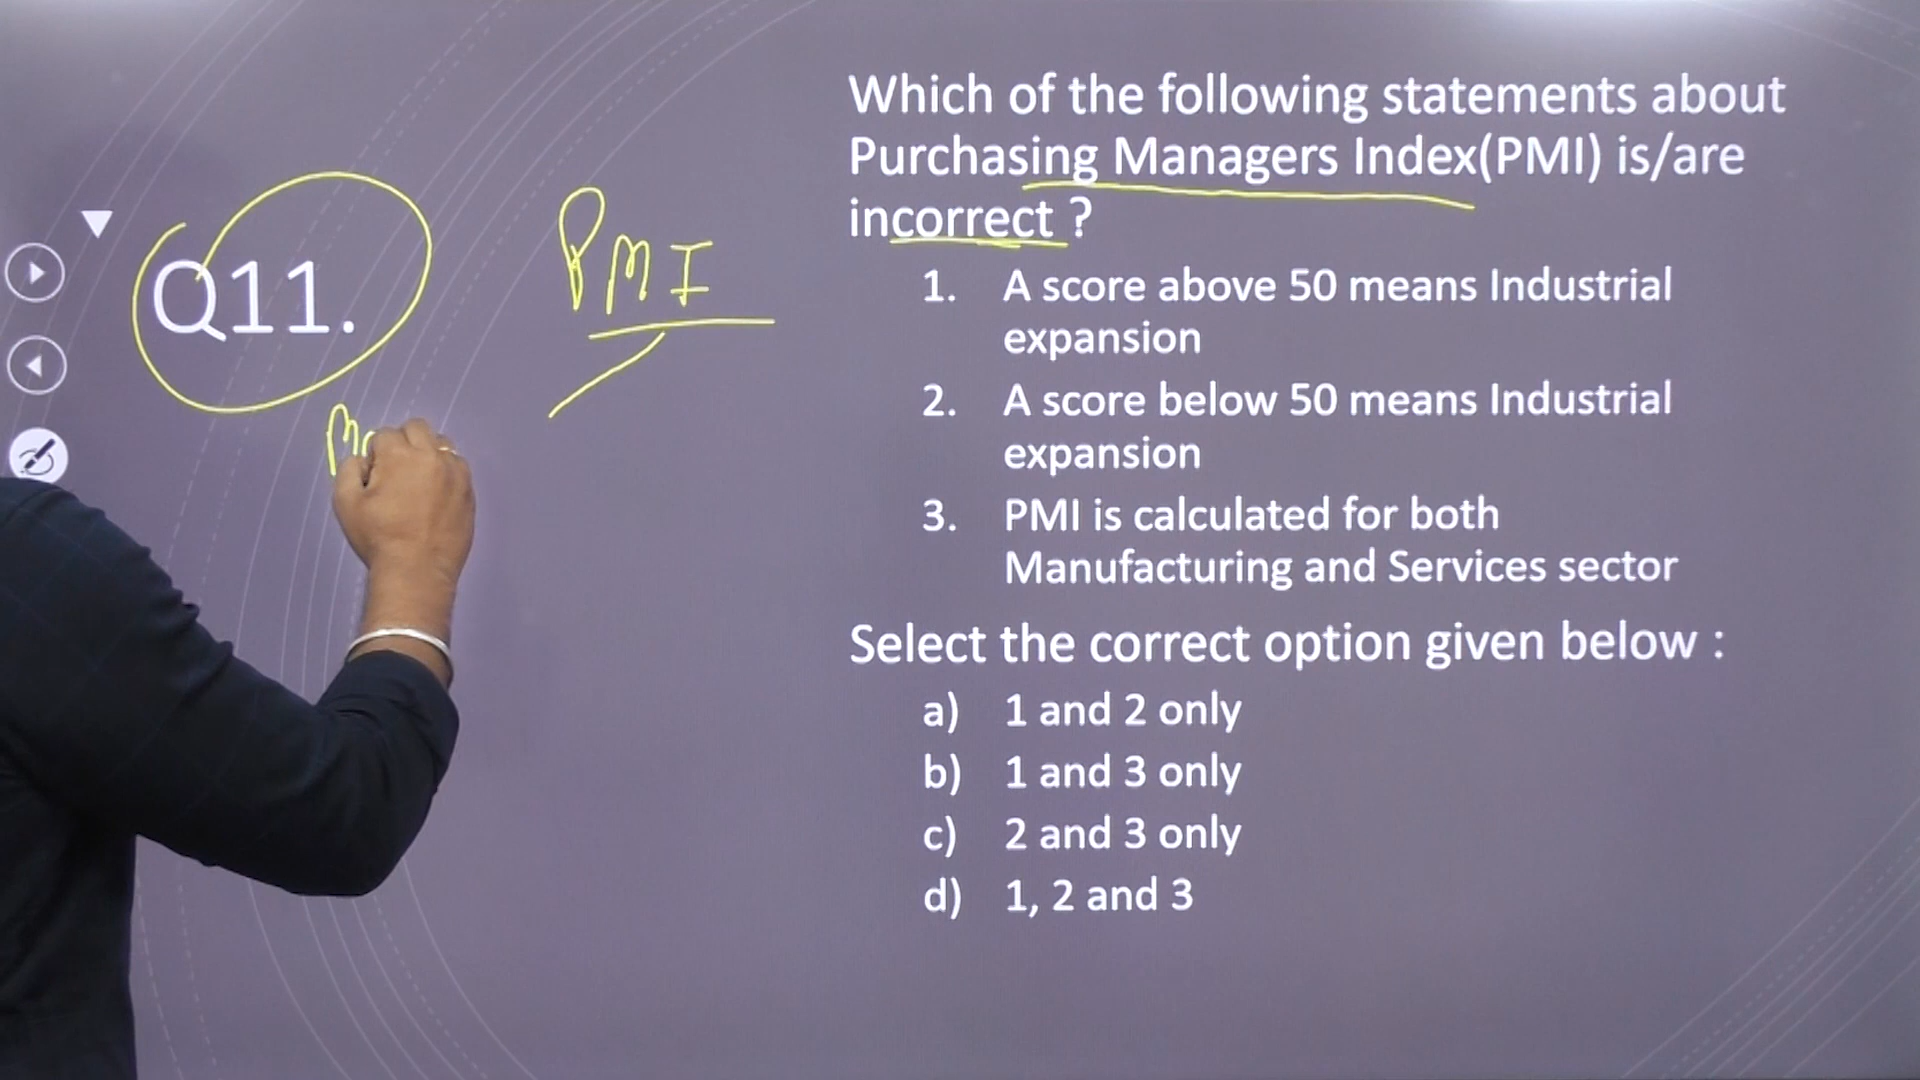 Which of the following statements about
Purchasing Managers Index(PMI) is/are
incorrect ?
Q11.
PMI
1. A score above 50 means Industrial
expansion
2. A score below 50 means Industrial
expansion
3. PMI is calculated for both
Manufacturing and Services sector
Select the correct option given below :
a) 1 and 2 only
b) 1 and 3 only
c) 2 and 3 only
d) 1, 2 and 3